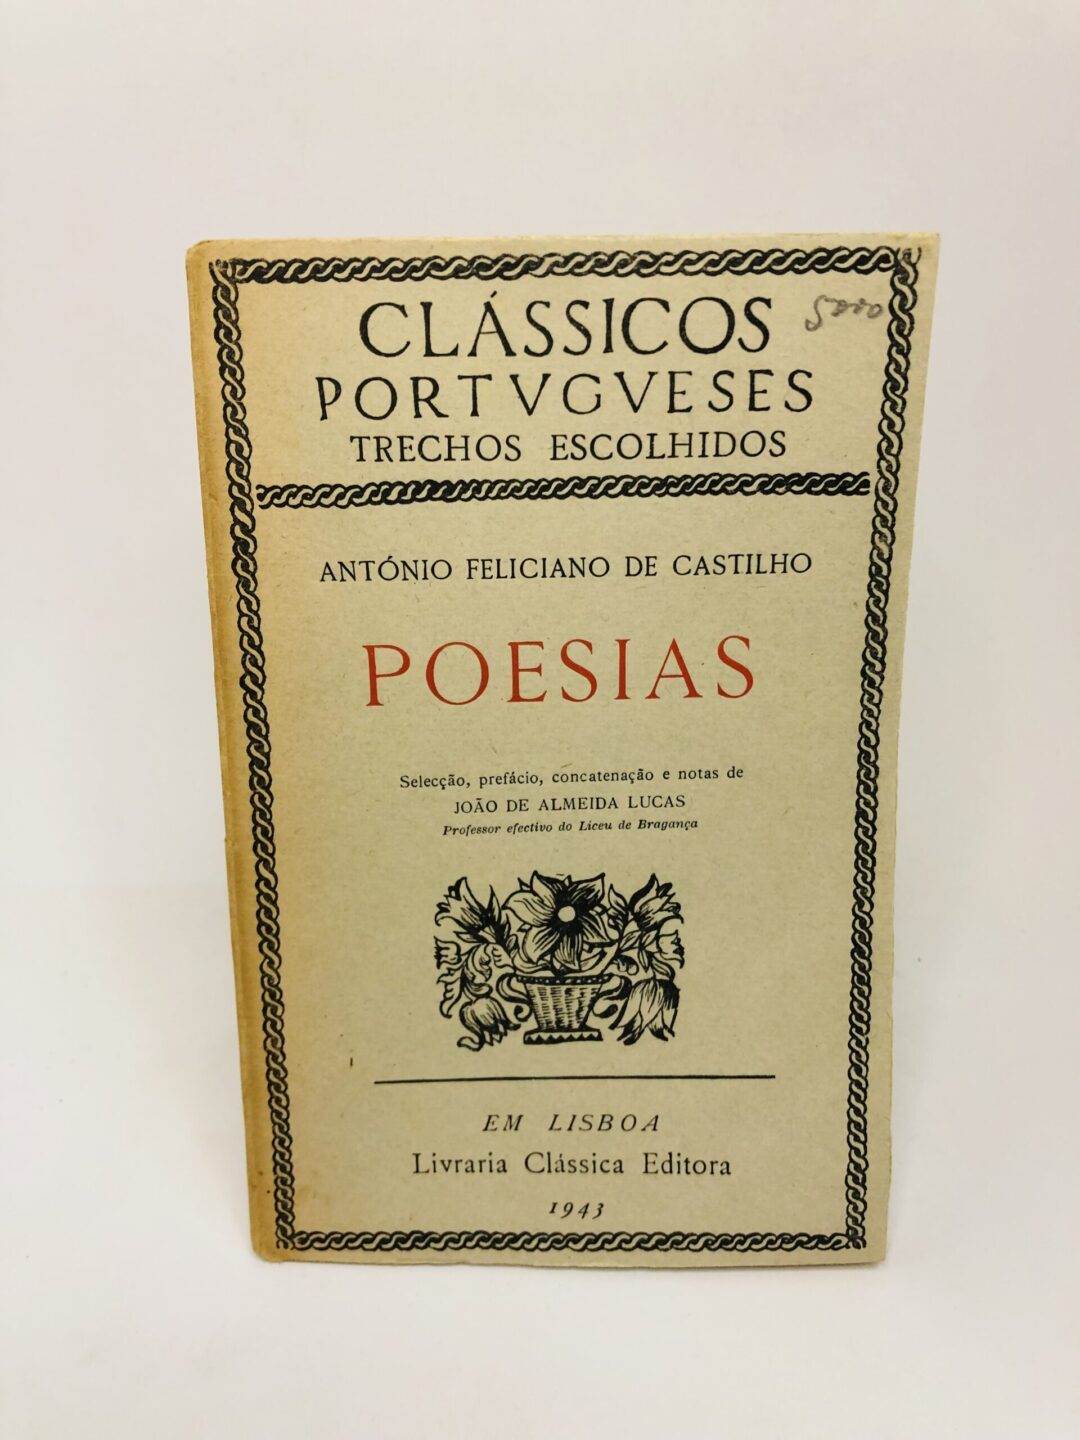 CLÁSSICOS
PORTVGVESES
TRECHOS ESCOLHIDOS
ANTÓNIO FELICIANO DE CASTILHO
POESIAS
Selecção, prefácio, concatenação e notas de
JOÃO DE ALMEIDA LUCAS
Professor efectivo do Liceu de Bragança
EM LISBOA
Livraria Clássica Editora
1943